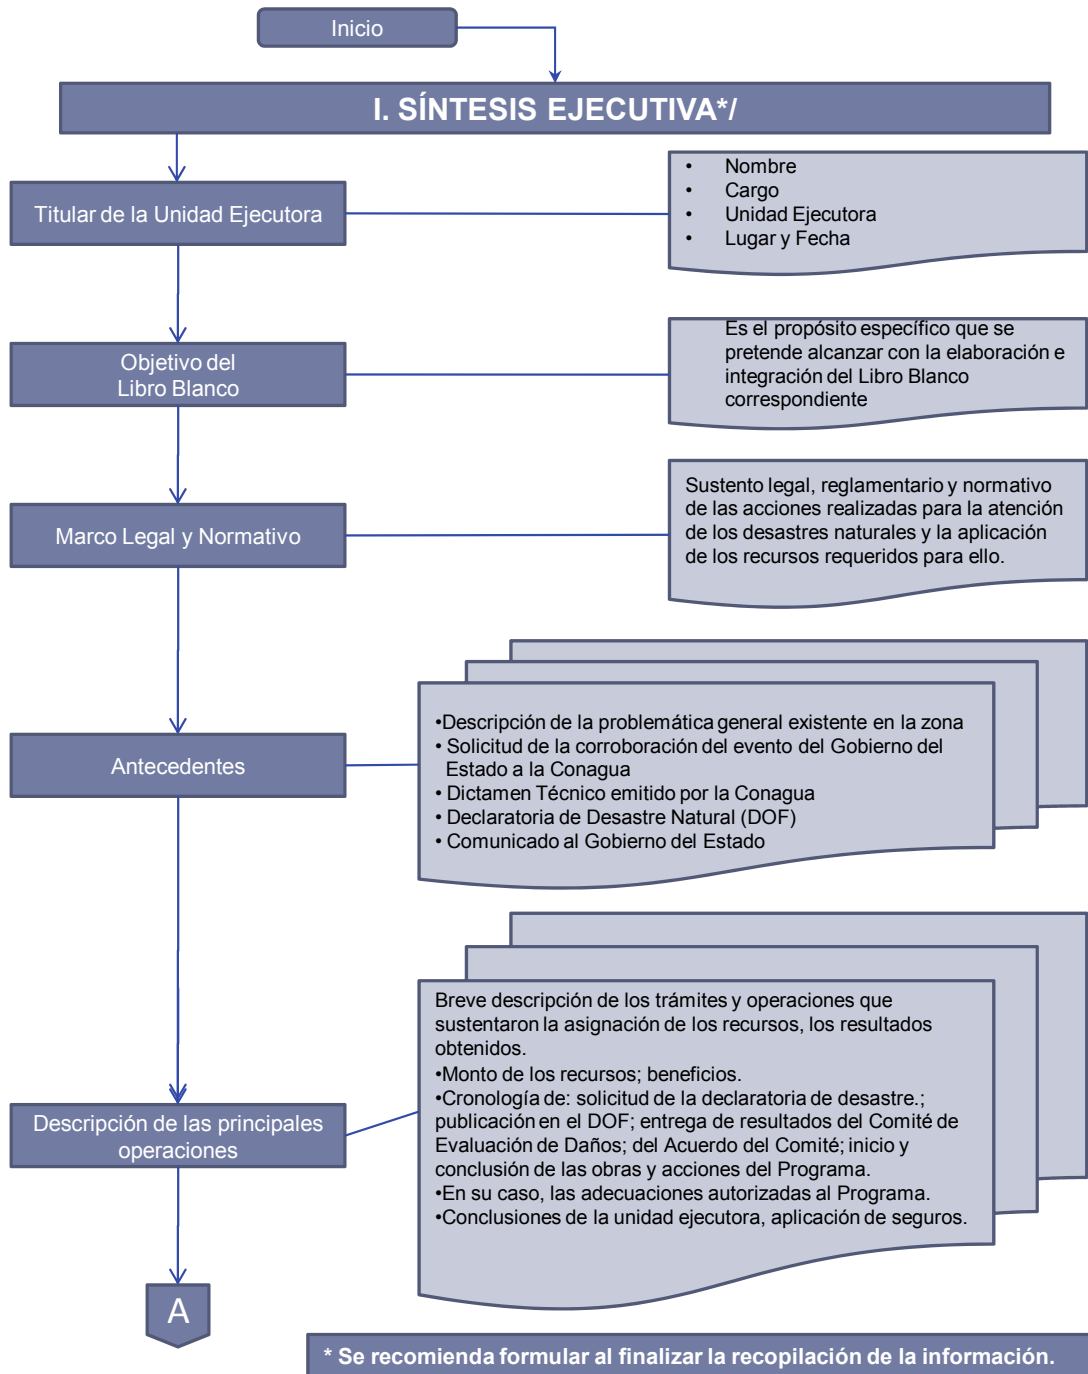 Inicio
I. SÍNTESIS EJECUTIVA*/
Titular de la Unidad Ejecutora
• Nombre
• Cargo
• Unidad Ejecutora
• Lugar y Fecha
Objetivo del
Libro Blanco
Es el propósito específico que se
pretende alcanzar con la elaboración e
integración del Libro Blanco
correspondiente
Marco Legal y Normativo
Sustento legal, reglamentario y normativo
de las acciones realizadas para la atención
de los desastres naturales y la aplicación
de los recursos requeridos para ello.
Antecedentes
•Descripción de la problemática general existente en la zona
• Solicitud de la corroboración del evento del Gobierno del
Estado a la Conagua
• Dictamen Técnico emitido por la Conagua
• Declaratoria de Desastre Natural (DOF)
• Comunicado al Gobierno del Estado
Descripción de las principales
operaciones
Breve descripción de los trámites y operaciones que
sustentaron la asignación de los recursos, los resultados
obtenidos.
•Monto de los recursos; beneficios.
•Cronología de: solicitud de la declaratoria de desastre.;
publicación en el DOF; entrega de resultados del Comité de
Evaluación de Daños; del Acuerdo del Comité; inicio y
conclusión de las obras y acciones del Programa.
•En su caso, las adecuaciones autorizadas al Programa.
•Conclusiones de la unidad ejecutora, aplicación de seguros.
A
* Se recomienda formular al finalizar la recopilación de la información.